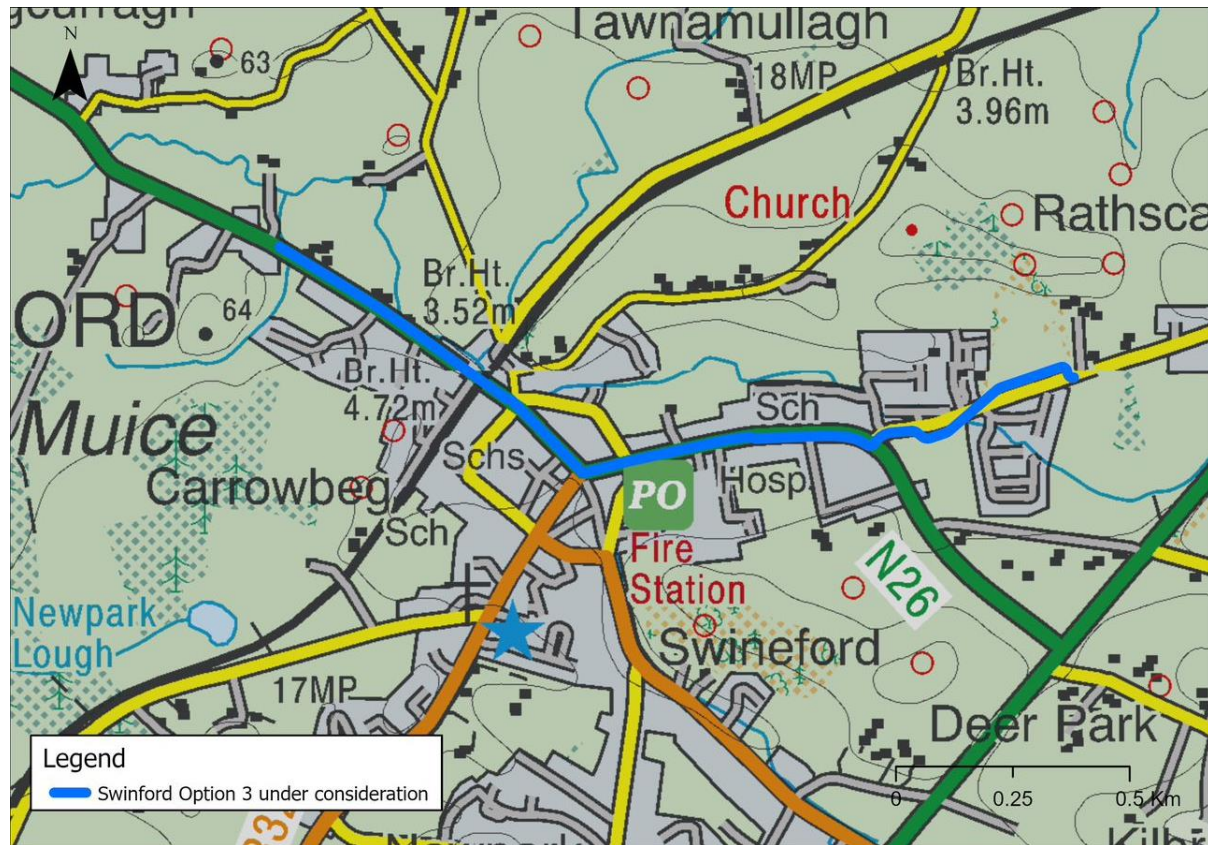 N
63
Tawnamullagh
18MP
Br.Ht.
3.96m
Church
Rathsca
Br.Ht.
3.52m
64
ORD
Br.Ht.
4.72m
Muice
Sch
Schs
Carrowbeg
PO
Hosp
Sch
Fire
Station
N26
Newpark
Lough
Swineford
17MP
Deer Park
Legend
Swinford Option 3 under consideration
0 0.25 0.5 Km